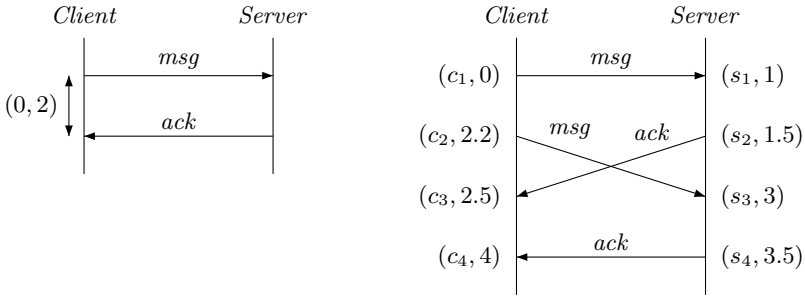 Client Server
msg
(0, 2)
ack
Client Server
(c₁, 0) msg (s₁, 1)
(c₂, 2.2) msg ack (s₂, 1.5)
(c₃, 2.5) (s₃, 3)
(c₄, 4) ack (s₄, 3.5)